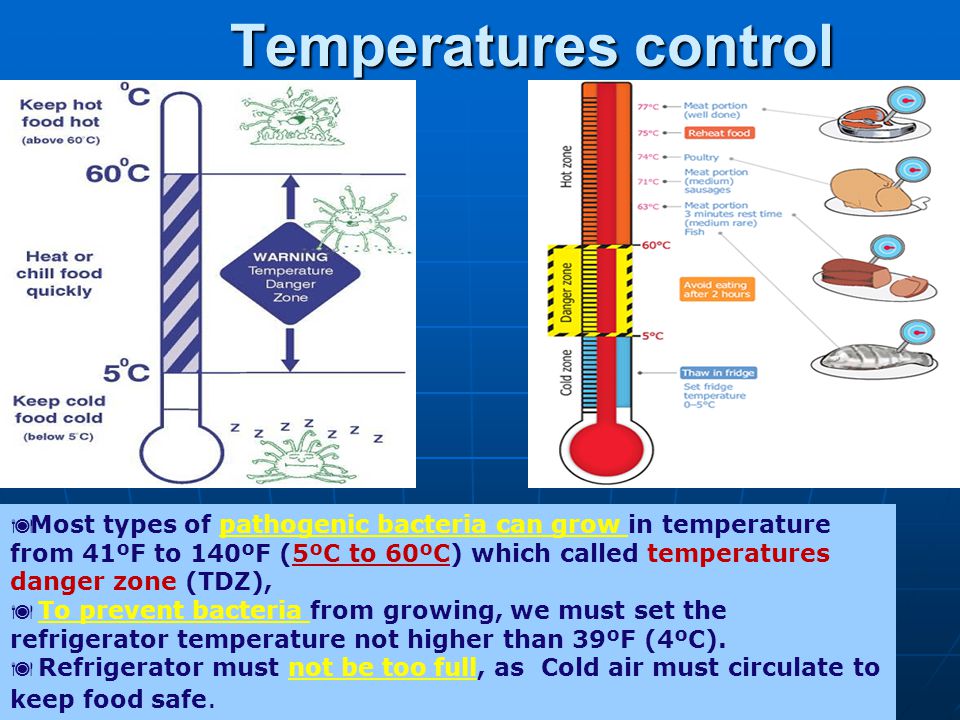 Temperatures control
Keep hot
food hot
(above 60°C)
°C
60°C
Heat or
chill food
quickly
WARNING
Temperature
Danger
Zone
5°C
Keep cold
food cold
(below 5°C)
z z z z z z z
Hot zone
Danger zone
Cold zone
77°C
Meat portion
(well done)
75°C
Reheat food
74°C
Poultry
71°C
Meat portion
(medium)
sausages
63°C
Meat portion
3 minutes rest time
(medium rare)
Fish
60°C
Avoid eating
after 2 hours
5°C
Thaw in fridge
Set fridge
temperature
0–5°C
Most types of pathogenic bacteria can grow in temperature
from 41ºF to 140ºF (5ºC to 60ºC) which called temperatures
danger zone (TDZ),
To prevent bacteria from growing, we must set the
refrigerator temperature not higher than 39ºF (4ºC).
Refrigerator must not be too full, as Cold air must circulate to
keep food safe.